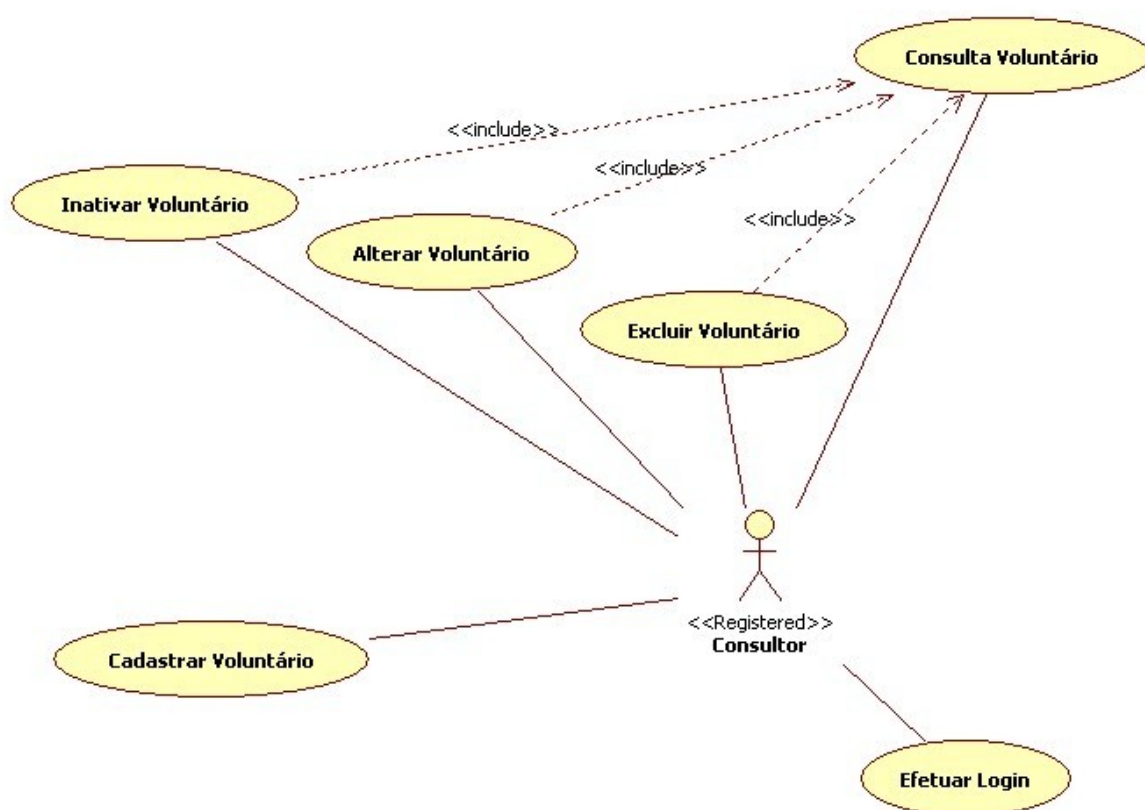 Consulta Voluntário
<<include>>
<<include>>
Inativar Voluntário
<<include>>
Alterar Voluntário
Excluir Voluntário
<<Registered>>
Consultor
Cadastrar Voluntário
Efetuar Login